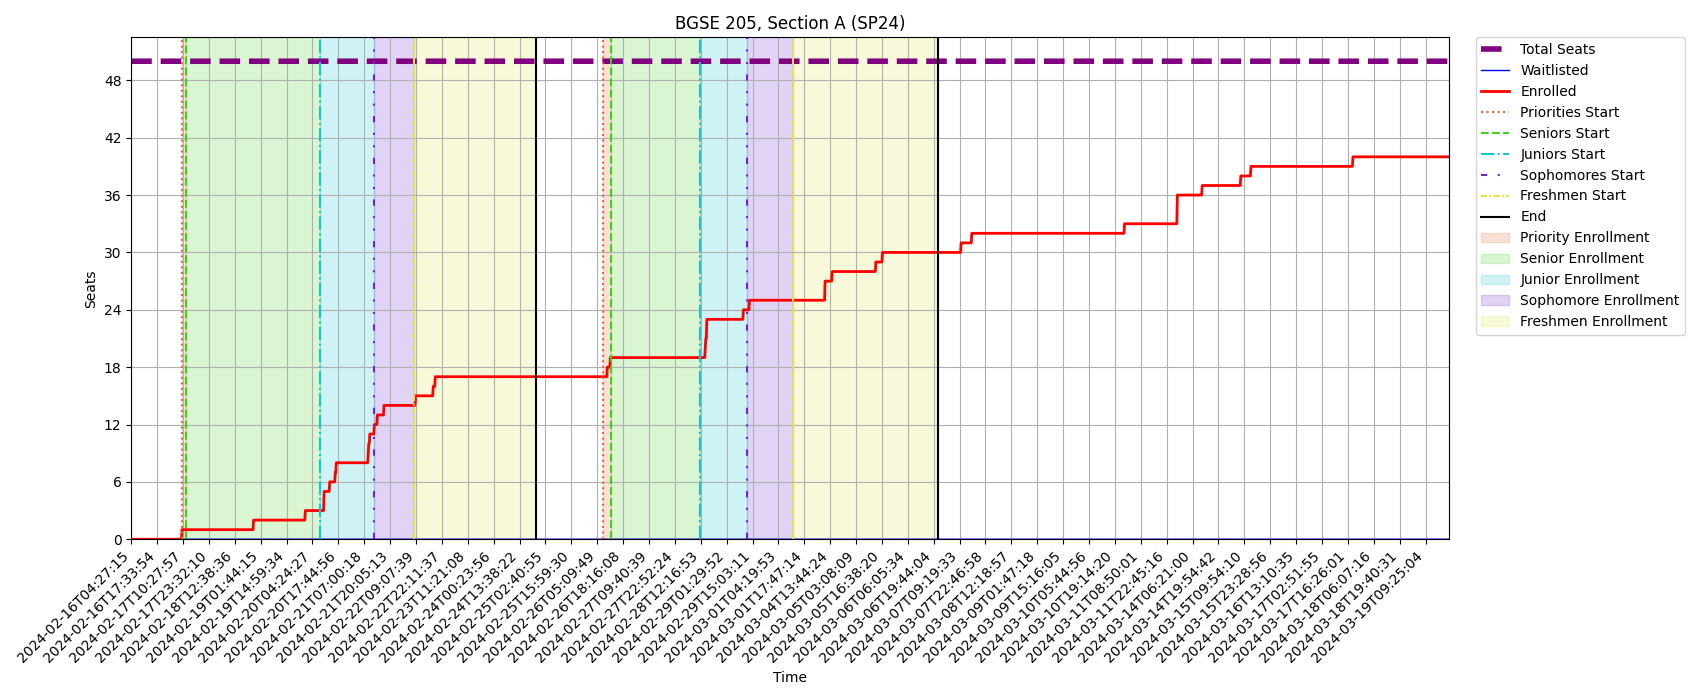 BGSE 205, Section A (SP24)
Seats
48
42
36
30
24
18
12
6
0
2024-02-16T04:27:15
2024-02-16T17:33:54
2024-02-17T10:27:57
2024-02-17T23:32:10
2024-02-18T12:38:36
2024-02-19T01:44:15
2024-02-19T14:59:34
2024-02-20T04:24:27
2024-02-20T17:44:56
2024-02-21T07:00:18
2024-02-21T20:05:13
2024-02-22T09:07:39
2024-02-22T22:11:37
2024-02-23T11:21:08
2024-02-24T00:23:56
2024-02-24T13:38:22
2024-02-25T02:40:55
2024-02-25T15:59:30
2024-02-26T05:09:49
2024-02-26T18:16:08
2024-02-27T09:40:39
2024-02-27T22:52:24
2024-02-28T12:16:53
2024-02-29T01:29:52
2024-02-29T15:03:11
2024-03-01T04:19:53
2024-03-01T17:47:14
2024-03-04T13:44:24
2024-03-05T03:08:09
2024-03-05T16:38:20
2024-03-06T06:05:34
2024-03-06T19:44:04
2024-03-07T09:19:33
2024-03-07T22:46:58
2024-03-08T12:18:57
2024-03-09T01:47:18
2024-03-09T15:16:05
2024-03-10T05:44:56
2024-03-10T19:14:20
2024-03-11T08:50:01
2024-03-11T22:45:16
2024-03-14T06:21:00
2024-03-14T19:54:42
2024-03-15T09:54:10
2024-03-15T23:28:56
2024-03-16T13:10:35
2024-03-17T02:51:55
2024-03-17T16:26:01
2024-03-18T06:07:16
2024-03-18T19:40:31
2024-03-19T09:25:04
Time
Total Seats
Waitlisted
Enrolled
Priorities Start
Seniors Start
Juniors Start
Sophomores Start
Freshmen Start
End
Priority Enrollment
Senior Enrollment
Junior Enrollment
Sophomore Enrollment
Freshmen Enrollment